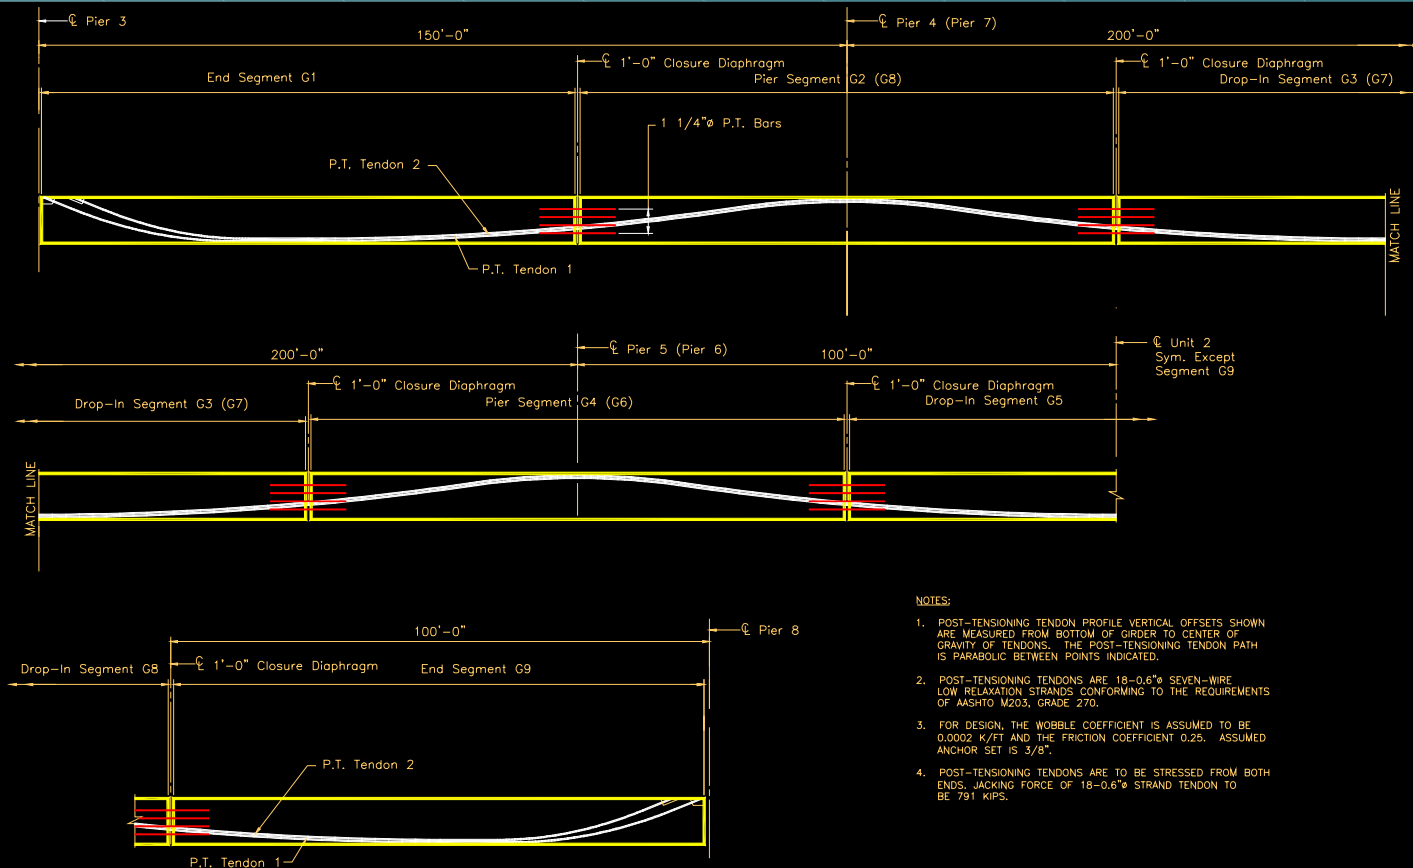 ℄ Pier 3
℄ Pier 4 (Pier 7)
150'-0"
200'-0"
℄ 1'-0" Closure Diaphragm
℄ 1'-0" Closure Diaphragm
End Segment G1
Pier Segment G2 (G8)
Drop-In Segment G3 (G7)
1 1/4"ø P.T. Bars
P.T. Tendon 2
P.T. Tendon 1
MATCH LINE
200'-0"
℄ Pier 5 (Pier 6)
100'-0"
℄ Unit 2
Sym. Except
Segment G9
℄ 1'-0" Closure Diaphragm
℄ 1'-0" Closure Diaphragm
Drop-In Segment G3 (G7)
Pier Segment G4 (G6)
Drop-In Segment G5
MATCH LINE
100'-0"
℄ Pier 8
Drop-In Segment G8
℄ 1'-0" Closure Diaphragm
End Segment G9
P.T. Tendon 2
P.T. Tendon 1
NOTES:
1. POST-TENSIONING TENDON PROFILE VERTICAL OFFSETS SHOWN
ARE MEASURED FROM BOTTOM OF GIRDER TO CENTER OF
GRAVITY OF TENDONS. THE POST-TENSIONING TENDON PATH
IS PARABOLIC BETWEEN POINTS INDICATED.
2. POST-TENSIONING TENDONS ARE 18-0.6"ø SEVEN-WIRE
LOW RELAXATION STRANDS CONFORMING TO THE REQUIREMENTS
OF AASHTO M203, GRADE 270.
3. FOR DESIGN, THE WOBBLE COEFFICIENT IS ASSUMED TO BE
0.0002 K/FT AND THE FRICTION COEFFICIENT 0.25. ASSUMED
ANCHOR SET IS 3/8".
4. POST-TENSIONING TENDONS ARE TO BE STRESSED FROM BOTH
ENDS. JACKING FORCE OF 18-0.6"ø STRAND TENDON TO
BE 791 KIPS.